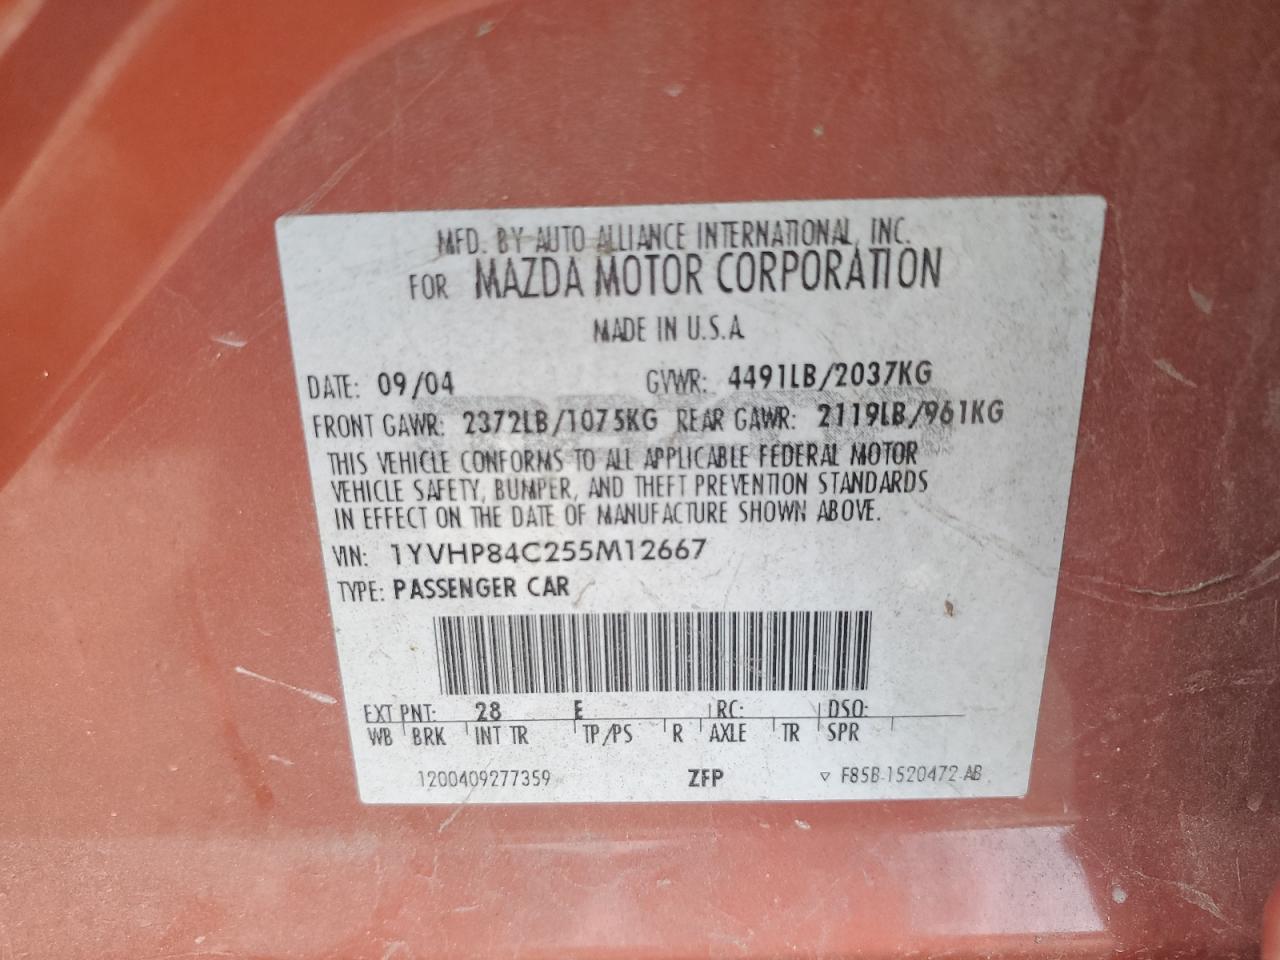 MFD. BY AUTO ALLIANCE INTERNATIONAL, INC.
FOR MAZDA MOTOR CORPORATION
MADE IN U.S.A
DATE: 09/04 GVWR: 4491LB/2037KG
FRONT GAWR: 2372LB/1075KG REAR GAWR: 2119LB/961KG
THIS VEHICLE CONFORMS TO ALL APPLICABLE FEDERAL MOTOR
VEHICLE SAFETY, BUMPER, AND THEFT PREVENTION STANDARDS
IN EFFECT ON THE DATE OF MANUFACTURE SHOWN ABOVE.
VIN: 1YVHP84C255M12667
TYPE: PASSENGER CAR
EXT PNT: 28 E RC: DSO:
WB BRK INT TR TP/PS R AXLE TR SPR
1200409277359 ZFP ▽ F85B-1520472-AB